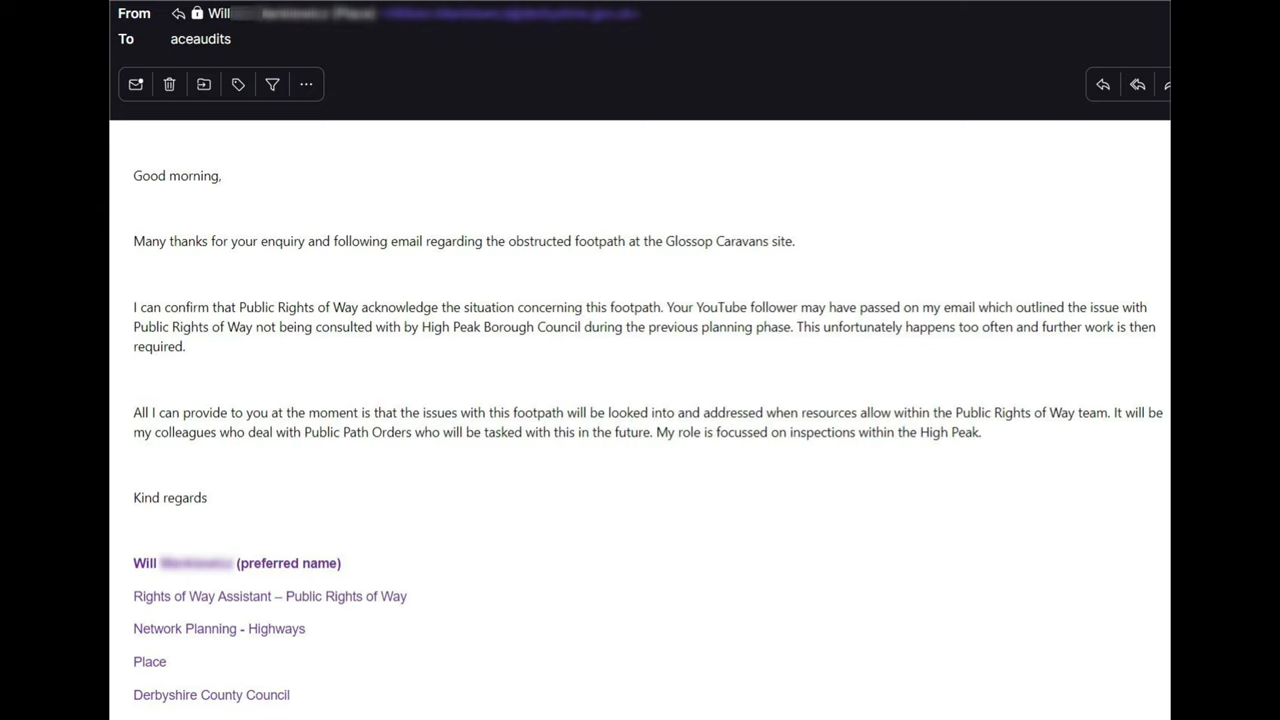 From Will
To aceaudits
Good morning,
Many thanks for your enquiry and following email regarding the obstructed footpath at the Glossop Caravans site.
I can confirm that Public Rights of Way acknowledge the situation concerning this footpath. Your YouTube follower may have passed on my email which outlined the issue with
Public Rights of Way not being consulted with by High Peak Borough Council during the previous planning phase. This unfortunately happens too often and further work is then
required.
All I can provide to you at the moment is that the issues with this footpath will be looked into and addressed when resources allow within the Public Rights of Way team. It will be
my colleagues who deal with Public Path Orders who will be tasked with this in the future. My role is focussed on inspections within the High Peak.
Kind regards
Will (preferred name)
Rights of Way Assistant – Public Rights of Way
Network Planning - Highways
Place
Derbyshire County Council